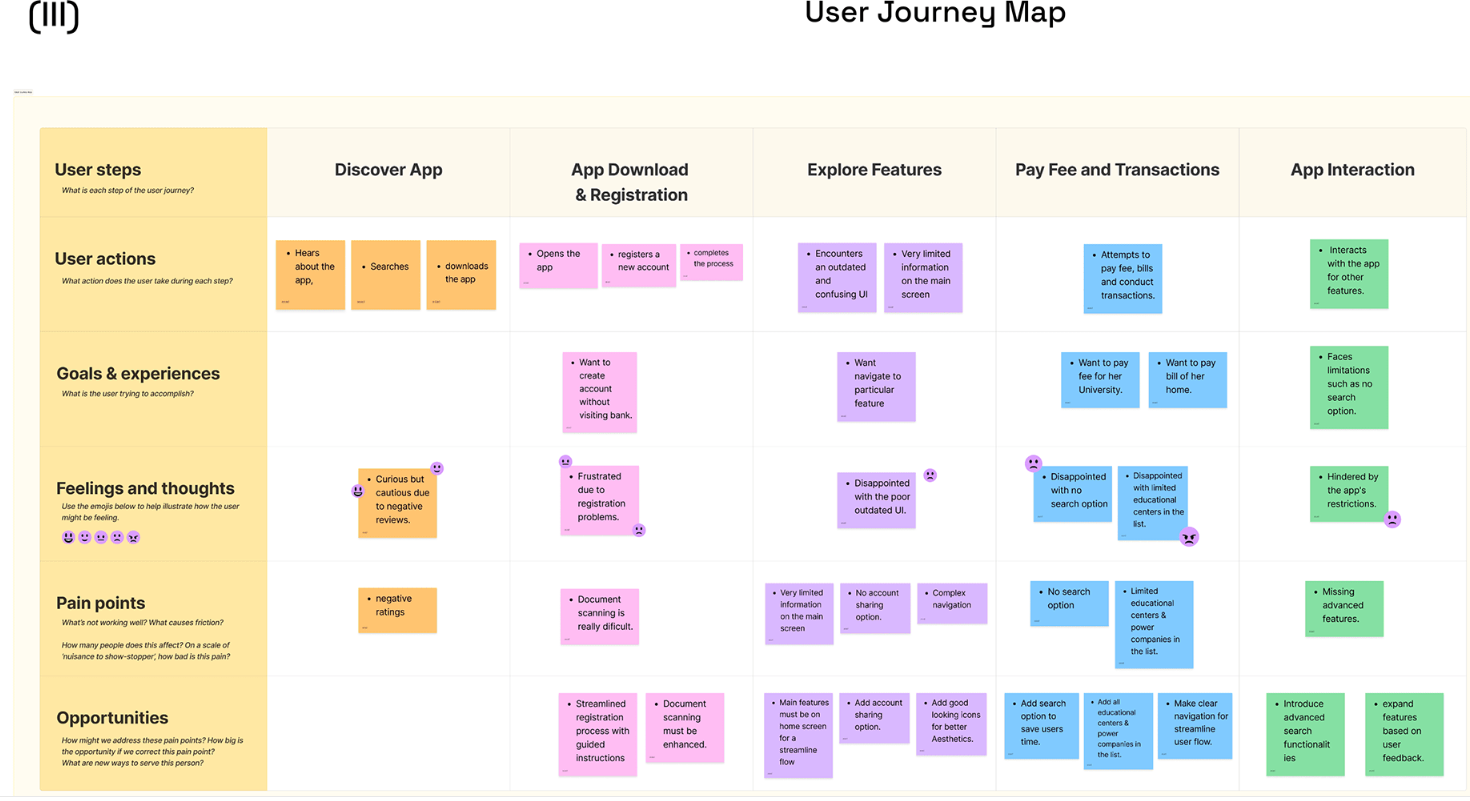 (III)
User Journey Map
User steps
What is each step of the user journey?
Discover App
App Download
& Registration
Explore Features
Pay Fee and Transactions
App Interaction
User actions
What action does the user take during each step?
• Hears
about the
app,
• Searches
• downloads
the app
• Opens the
app
• registers a
new account
• completes
the process
• Encounters
an outdated
and
confusing UI
• Very limited
information
on the main
screen
• Attempts to
pay fee, bills
and conduct
transactions.
• Interacts
with the app
for other
features.
Goals & experiences
What is the user trying to accomplish?
• Want to
create
account
without
visiting bank.
• Want
navigate to
particular
feature
• Want to pay
fee for her
University.
• Want to pay
bill of her
home.
• Faces
limitations
such as no
search
option.
Feelings and thoughts
Use the emojis below to help illustrate how the user
might be feeling.
• Curious but
cautious due
to negative
reviews.
• Frustrated
due to
registration
problems.
• Disappointed
with the poor
outdated UI.
• Disappointed
with no
search option
• Disappointed
with limited
educational
centers in the
list.
• Hindered by
the app's
restrictions.
Pain points
What's not working well? What causes friction?
How many people does this affect? On a scale of
'nuisance to show-stopper', how bad is this pain?
• negative
ratings
• Document
scanning is
really dificult.
• Very limited
information
on the main
screen
• No account
sharing
option.
• Complex
navigation
• No search
option
• Limited
educational
centers &
power
companies in
the list.
• Missing
advanced
features.
Opportunities
How might we address these pain points? How big is
the opportunity if we correct this pain point?
What are new ways to serve this person?
• Streamlined
registration
process with
guided
instructions
• Document
scanning
must be
enhanced.
• Main features
must be on
home screen
for a
streamline
flow
• Add account
sharing
option.
• Add good
looking icons
for better
Aesthetics.
• Add search
option to
save users
time.
• Add all
educational
centers &
power
companies in
the list.
• Make clear
navigation for
streamline
user flow.
• Introduce
advanced
search
functionalit
ies
• expand
features
based on
user
feedback.